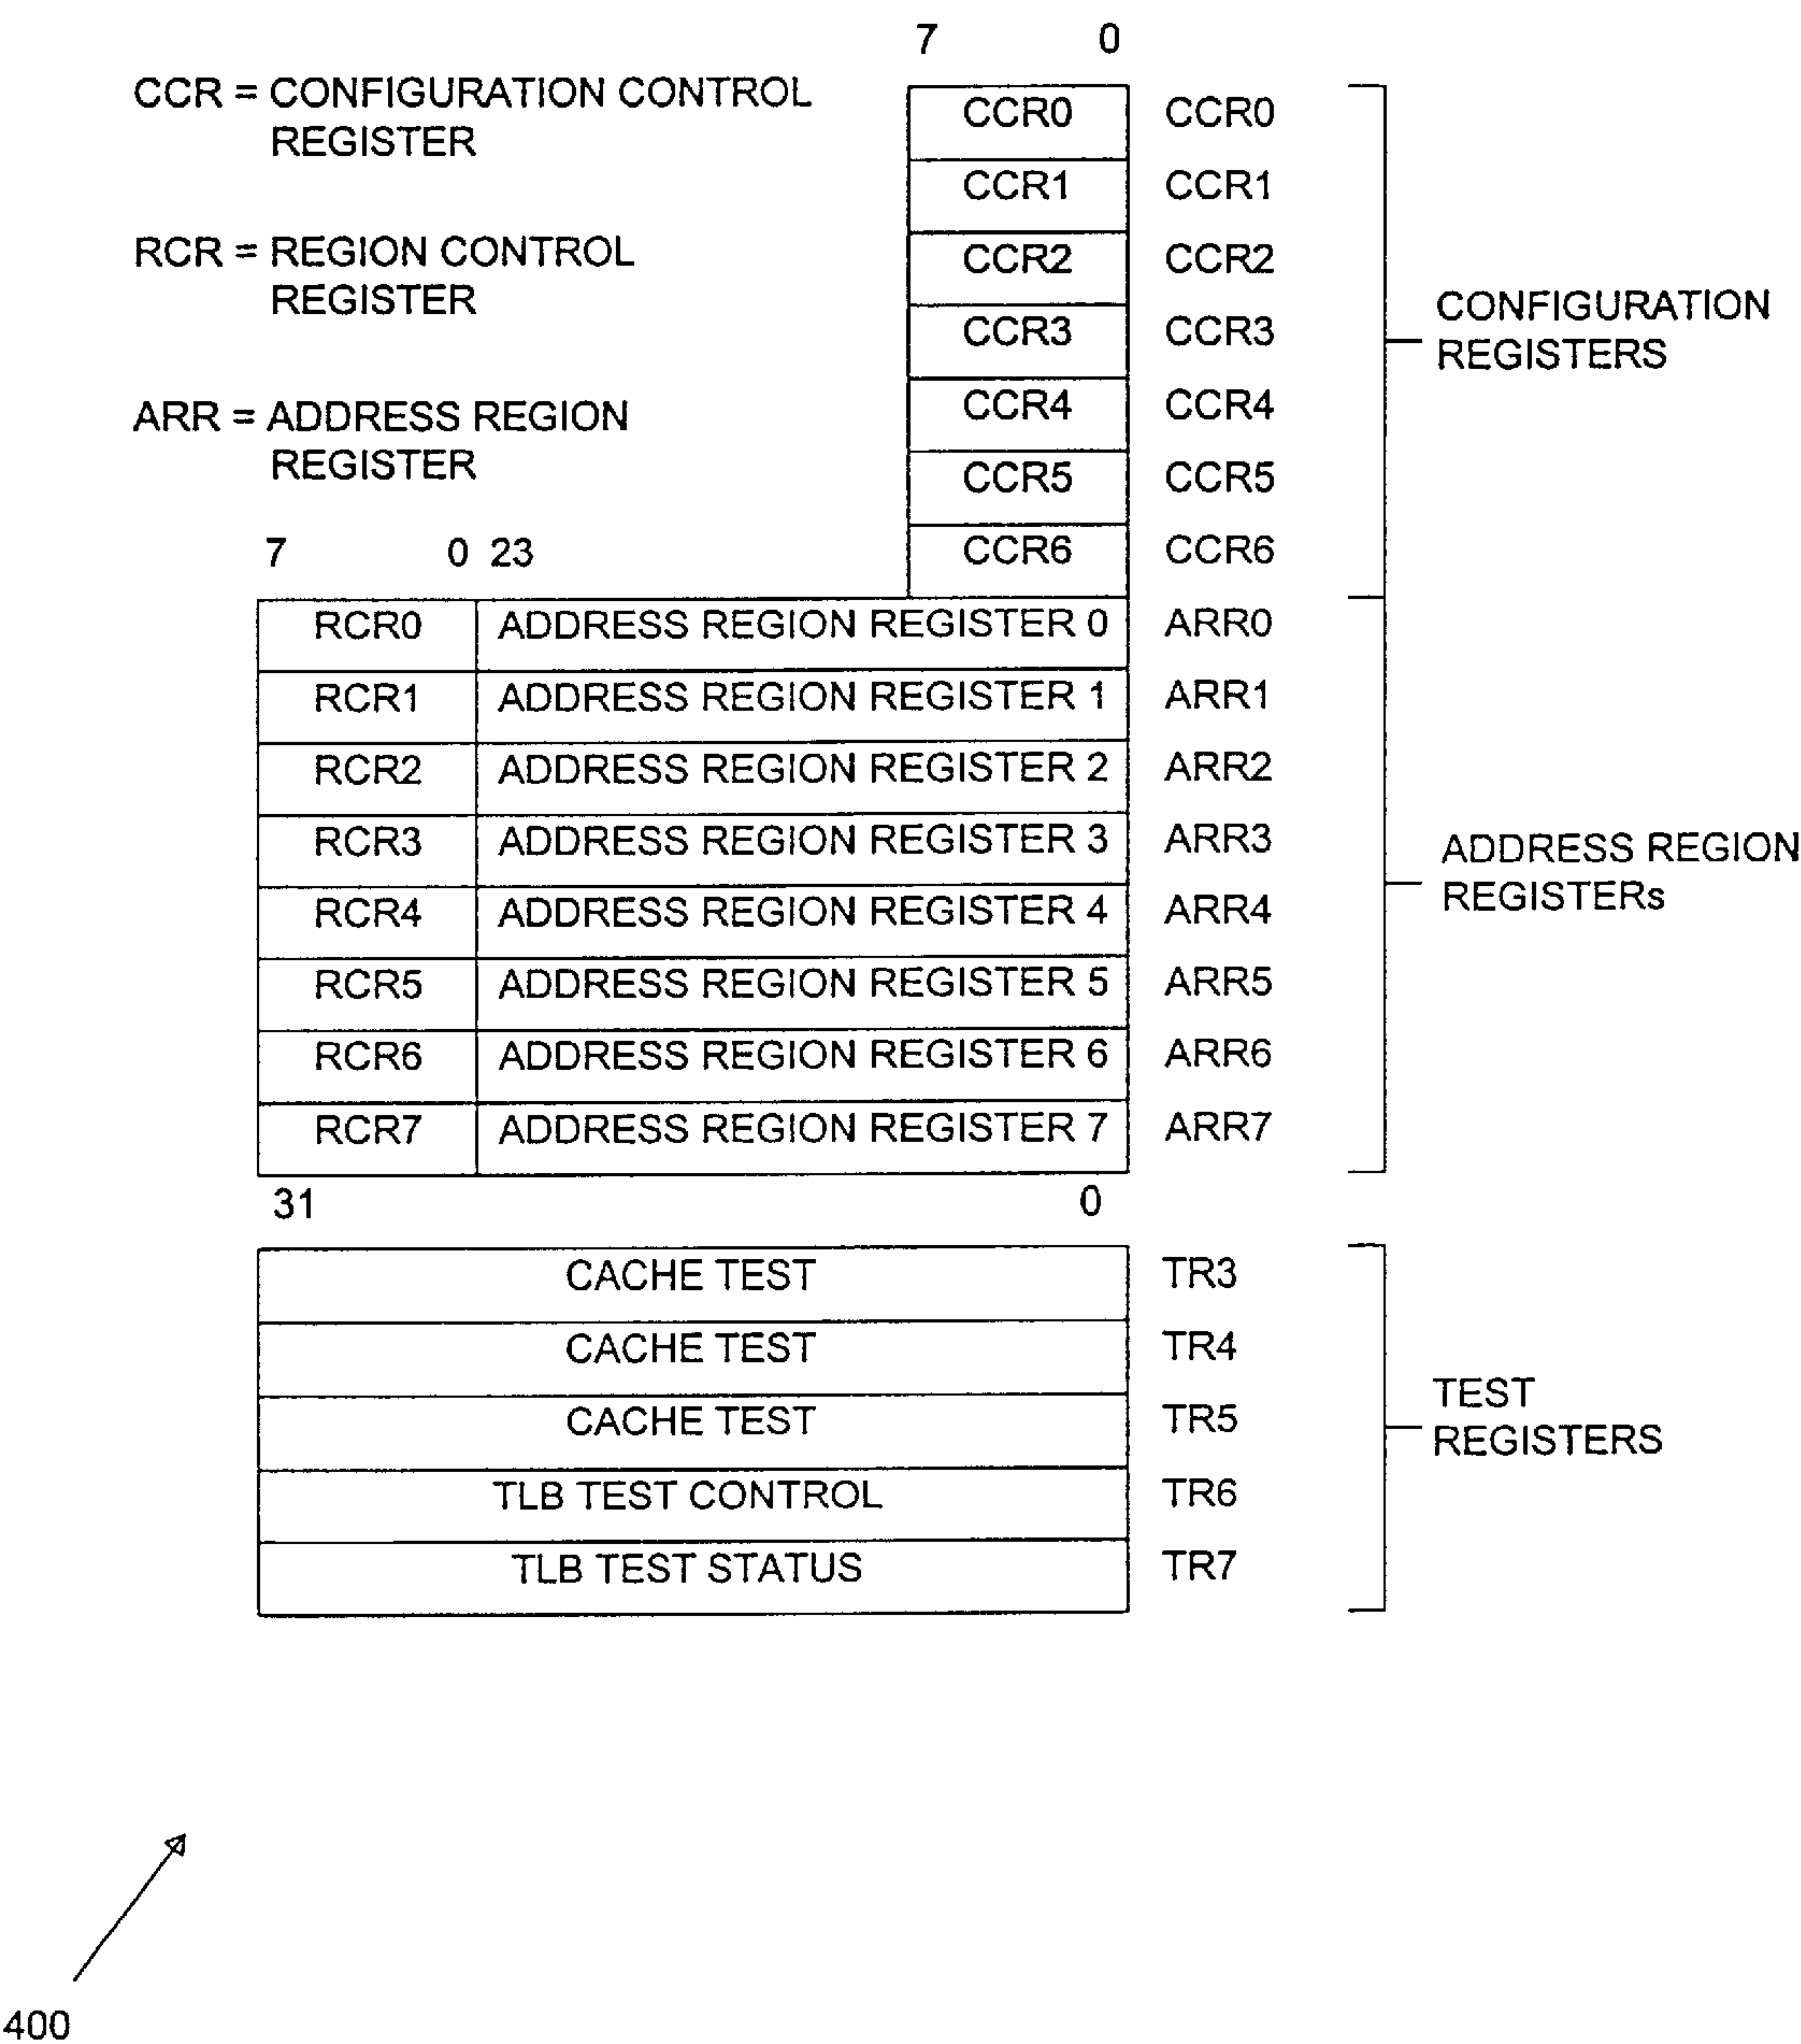 7 0
CCR = CONFIGURATION CONTROL
REGISTER
RCR = REGION CONTROL
REGISTER
ARR = ADDRESS REGION
REGISTER
CCR0 CCR0
CCR1 CCR1
CCR2 CCR2
CCR3 CCR3
CCR4 CCR4
CCR5 CCR5
CCR6 CCR6
CONFIGURATION
REGISTERS
7 0 23
RCR0 ADDRESS REGION REGISTER 0 ARR0
RCR1 ADDRESS REGION REGISTER 1 ARR1
RCR2 ADDRESS REGION REGISTER 2 ARR2
RCR3 ADDRESS REGION REGISTER 3 ARR3
RCR4 ADDRESS REGION REGISTER 4 ARR4
RCR5 ADDRESS REGION REGISTER 5 ARR5
RCR6 ADDRESS REGION REGISTER 6 ARR6
RCR7 ADDRESS REGION REGISTER 7 ARR7
ADDRESS REGION
REGISTERs
31 0
CACHE TEST TR3
CACHE TEST TR4
CACHE TEST TR5
TLB TEST CONTROL TR6
TLB TEST STATUS TR7
TEST
REGISTERS
400